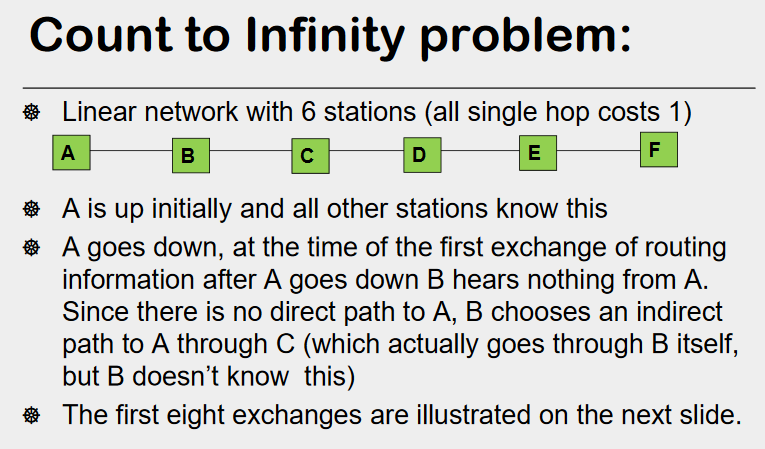 Count to Infinity problem:
Linear network with 6 stations (all single hop costs 1)
A B C D E F
A is up initially and all other stations know this
A goes down, at the time of the first exchange of routing
information after A goes down B hears nothing from A.
Since there is no direct path to A, B chooses an indirect
path to A through C (which actually goes through B itself,
but B doesn’t know  this)
The first eight exchanges are illustrated on the next slide.